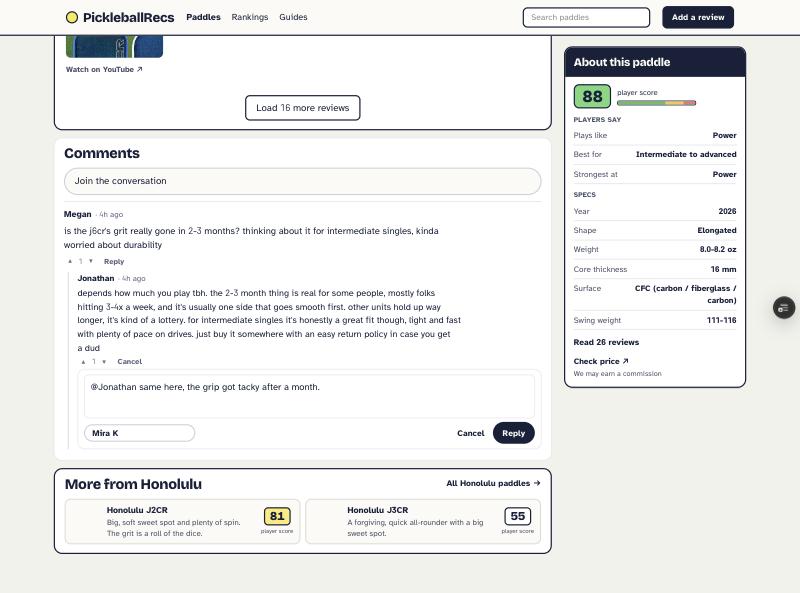 PickleballRecs
Paddles
Rankings
Guides
Search paddles
Add a review
Watch on YouTube ↗
Load 16 more reviews
Comments
Join the conversation
Megan · 4h ago
is the j6cr's grit really gone in 2-3 months? thinking about it for intermediate singles, kinda
worried about durability
▲ 1 ▼ Reply
Jonathan · 4h ago
depends how much you play tbh. the 2-3 month thing is real for some people, mostly folks
hitting 3-4x a week, and it's usually one side that goes smooth first. other units hold up way
longer, it's kind of a lottery. for intermediate singles it's honestly a great fit though, light and fast
with plenty of pace on drives. just buy it somewhere with an easy return policy in case you get
a dud
▲ 1 ▼ Cancel
@Jonathan same here, the grip got tacky after a month.
Mira K
Cancel
Reply
More from Honolulu
All Honolulu paddles →
Honolulu J2CR
Big, soft sweet spot and plenty of spin.
The grit is a roll of the dice.
81
player score
Honolulu J3CR
A forgiving, quick all-rounder with a big
sweet spot.
55
player score
About this paddle
88
player score
PLAYERS SAY
Plays like Power
Best for Intermediate to advanced
Strongest at Power
SPECS
Year 2026
Shape Elongated
Weight 8.0-8.2 oz
Core thickness 16 mm
Surface CFC (carbon / fiberglass /
carbon)
Swing weight 111-116
Read 26 reviews
Check price ↗
We may earn a commission